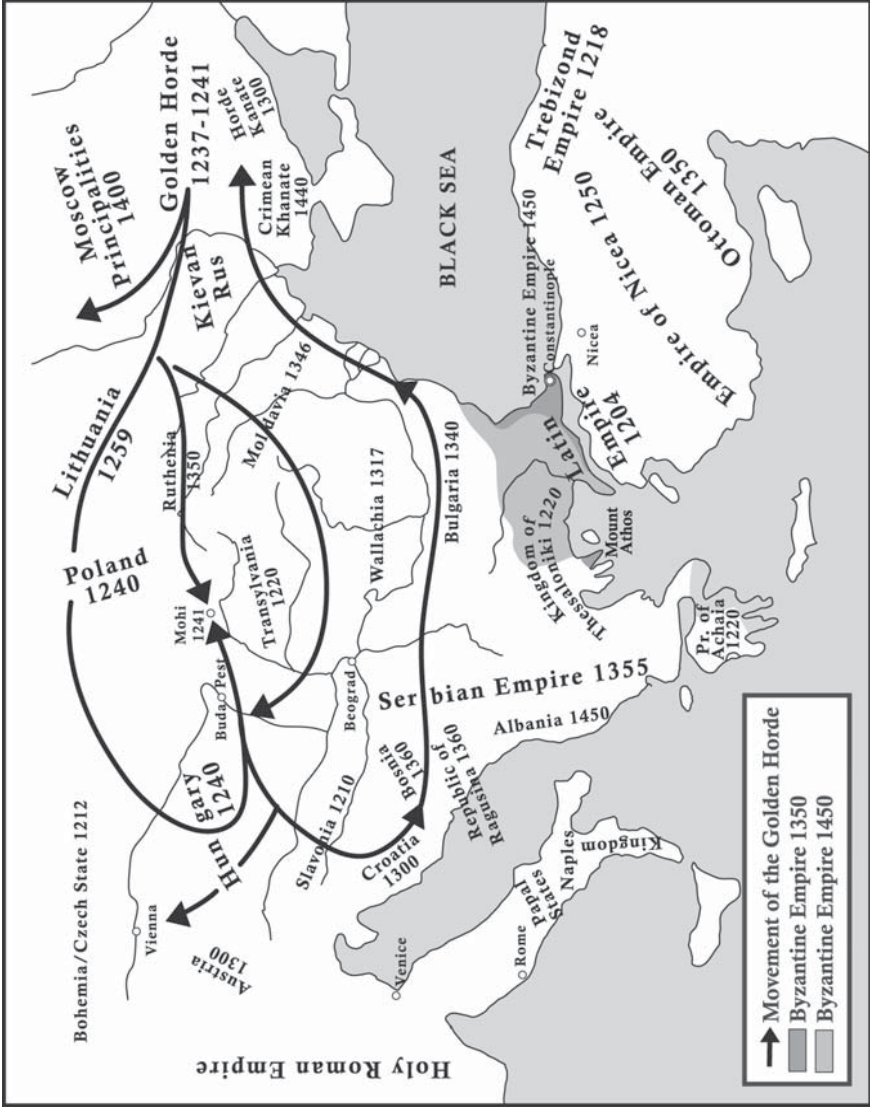 Moscow
Principalities
1400
Golden Horde
1237-1241
Horde
Kanate
1300
Crimean
Khanate
1440
Kievan
Rus
Lithuania
1259
Ruthenia
1350
Moldavia 1346
Poland
1240
Mohi
1241
Transylvania
1220
Wallachia 1317
Bulgaria 1340
BLACK SEA
Trebizond
Empire 1218
Ottoman Empire
1350
Empire of Nicea 1250
Byzantine Empire 1450
Constantinople
Nicea
Latin
Empire
1204
Kingdom of
Thessaloniki 1220
Mount
Athos
Pr. of
Achaia
1220
Buda
Pest
Beograd
Serbian Empire 1355
Albania 1450
Hungary
1240
Slavonia 1210
Bosnia
1360
Croatia
1300
Republic of
Ragusina 1360
Bohemia/Czech State 1212
Vienna
Austria
1300
Venice
Rome
Papal
States
Naples
Kingdom
Holy Roman Empire
Movement of the Golden Horde
Byzantine Empire 1350
Byzantine Empire 1450